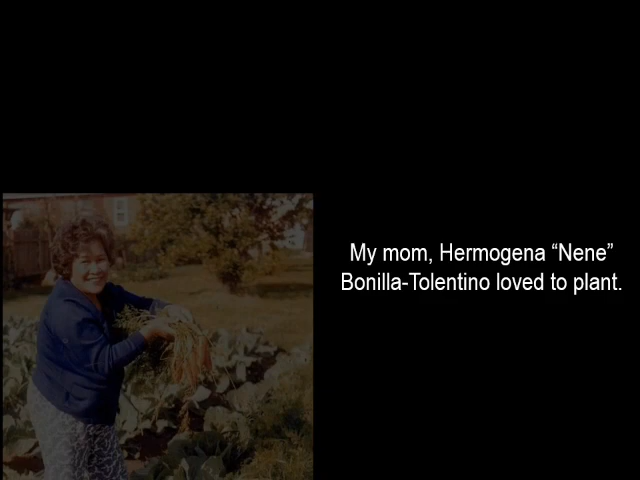 My mom, Hermogena “Nene”
Bonilla-Tolentino loved to plant.